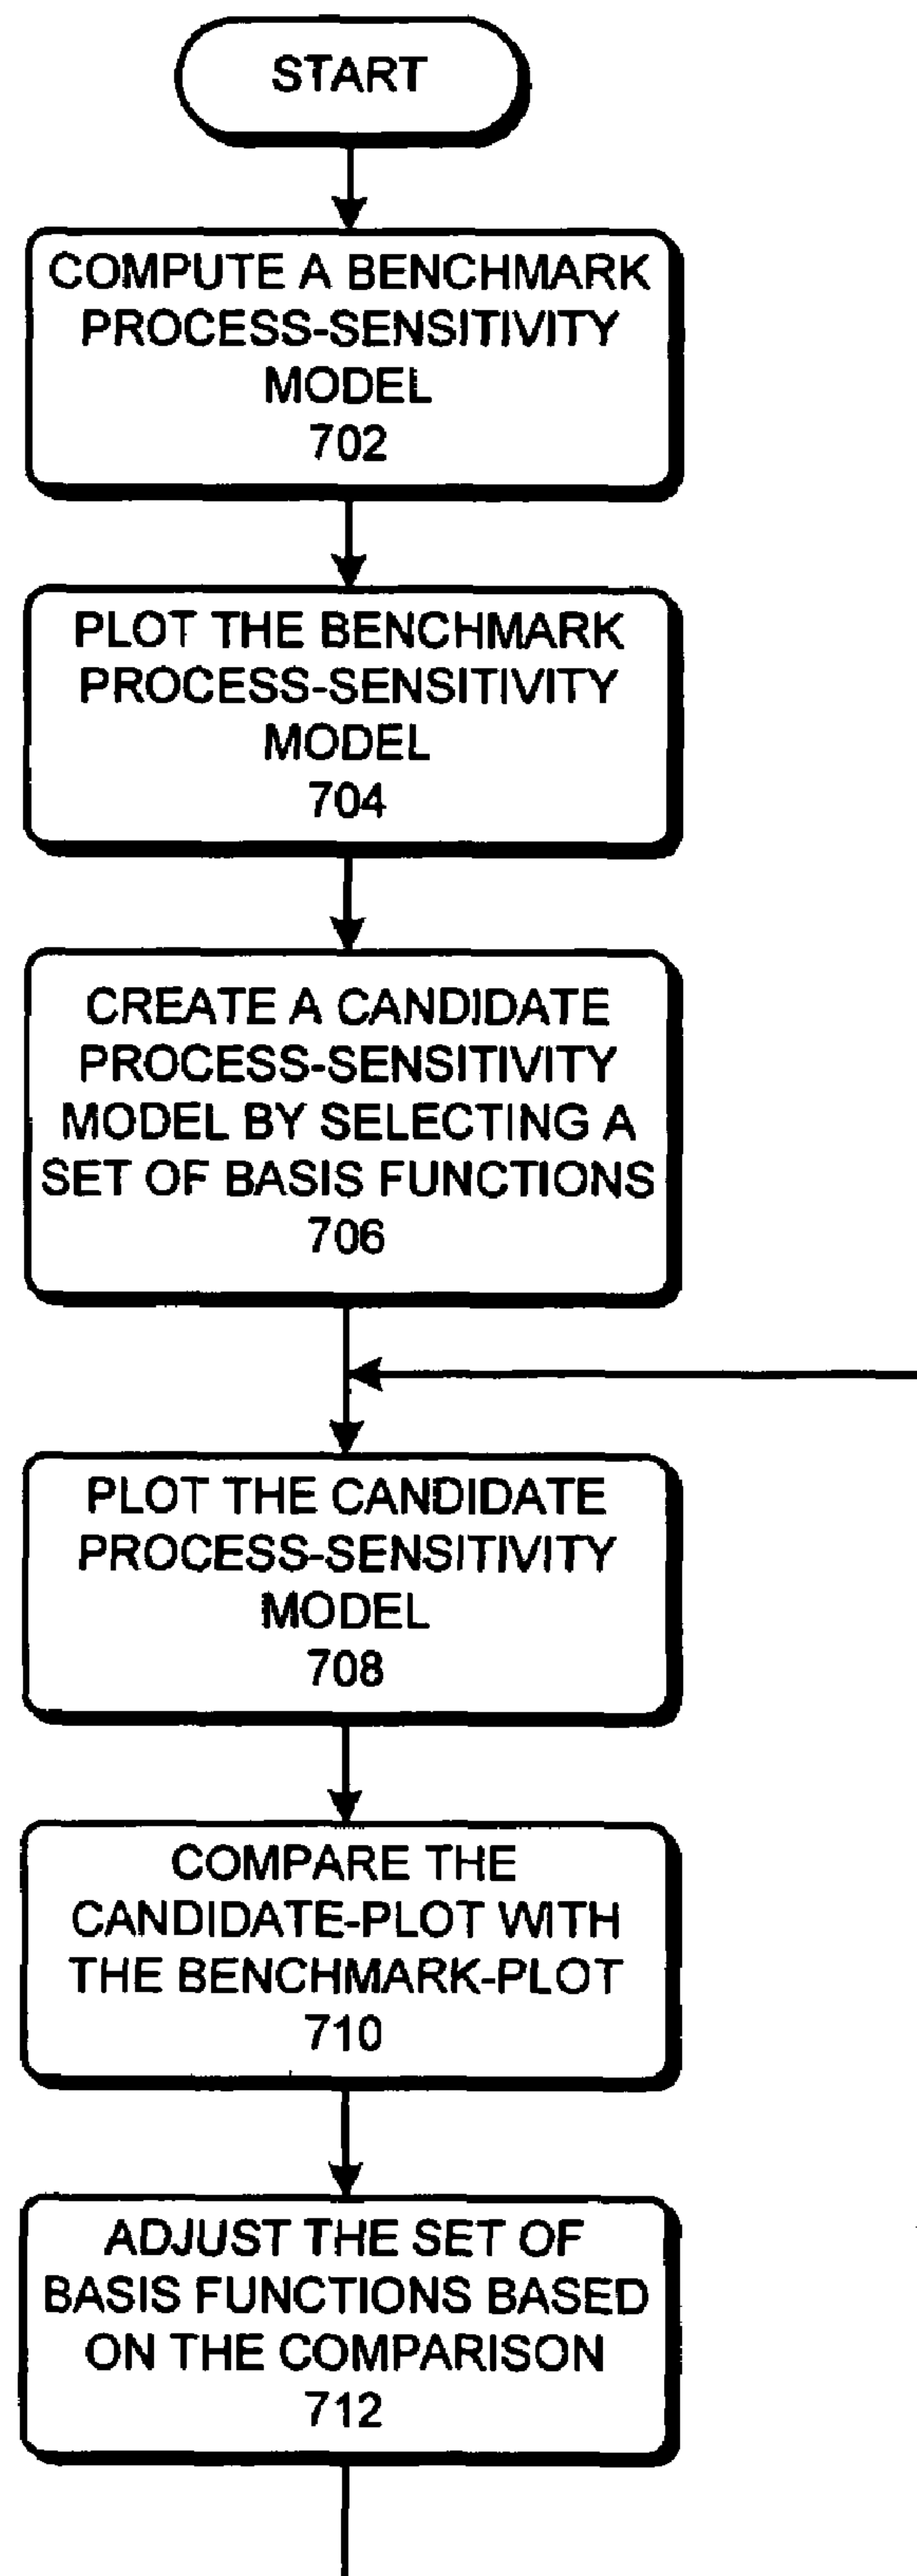 START
COMPUTE A BENCHMARK
PROCESS-SENSITIVITY
MODEL
702
PLOT THE BENCHMARK
PROCESS-SENSITIVITY
MODEL
704
CREATE A CANDIDATE
PROCESS-SENSITIVITY
MODEL BY SELECTING A
SET OF BASIS FUNCTIONS
706
PLOT THE CANDIDATE
PROCESS-SENSITIVITY
MODEL
708
COMPARE THE
CANDIDATE-PLOT WITH
THE BENCHMARK-PLOT
710
ADJUST THE SET OF
BASIS FUNCTIONS BASED
ON THE COMPARISON
712